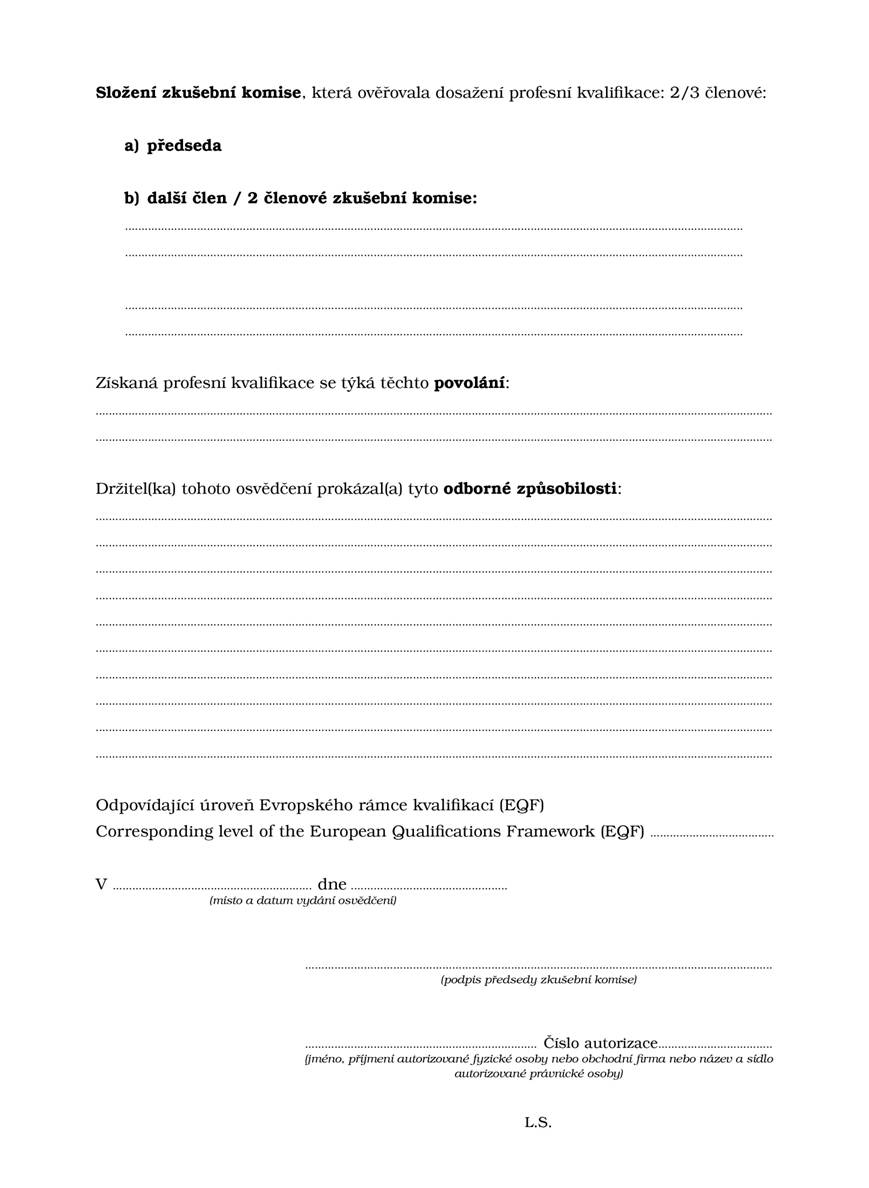 Složení zkušební komise, která ověřovala dosažení profesní kvalifikace: 2/3 členové:
a) předseda
b) další člen / 2 členové zkušební komise:
Získaná profesní kvalifikace se týká těchto povolání:
Držitel(ka) tohoto osvědčení prokázal(a) tyto odborné způsobilosti:
Odpovídající úroveň Evropského rámce kvalifikací (EQF)
Corresponding level of the European Qualifications Framework (EQF) ......................................
V ............................................................. dne ................................................
(místo a datum vydání osvědčení)
(podpis předsedy zkušební komise)
....................................................................... Číslo autorizace...................................
(jméno, příjmení autorizované fyzické osoby nebo obchodní firma nebo název a sídlo
autorizované právnické osoby)
L.S.